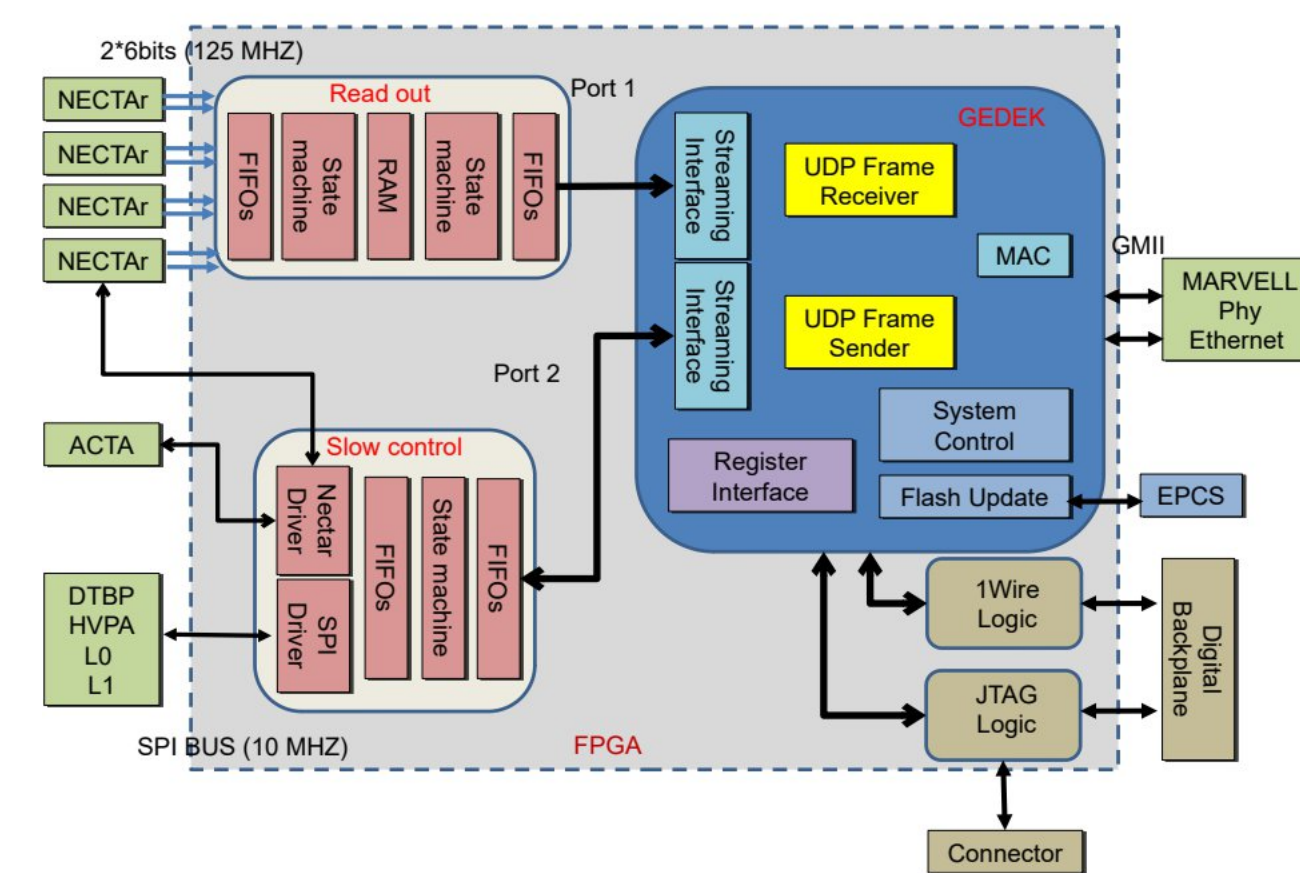 2*6bits (125 MHZ)
NECTAr
NECTAr
NECTAr
NECTAr
Read out
FIFOs
State
machine
RAM
State
machine
FIFOs
Port 1
GEDEK
Streaming
Interface
UDP Frame
Receiver
MAC
GMII
MARVELL
Phy
Ethernet
Streaming
Interface
UDP Frame
Sender
Port 2
System
Control
Register
Interface
Flash Update
EPCS
ACTA
Slow control
Nectar
Driver
FIFOs
State machine
FIFOs
SPI
Driver
DTBP
HVPA
L0
L1
1Wire
Logic
Digital
Backplane
JTAG
Logic
SPI BUS (10 MHZ)
FPGA
Connector